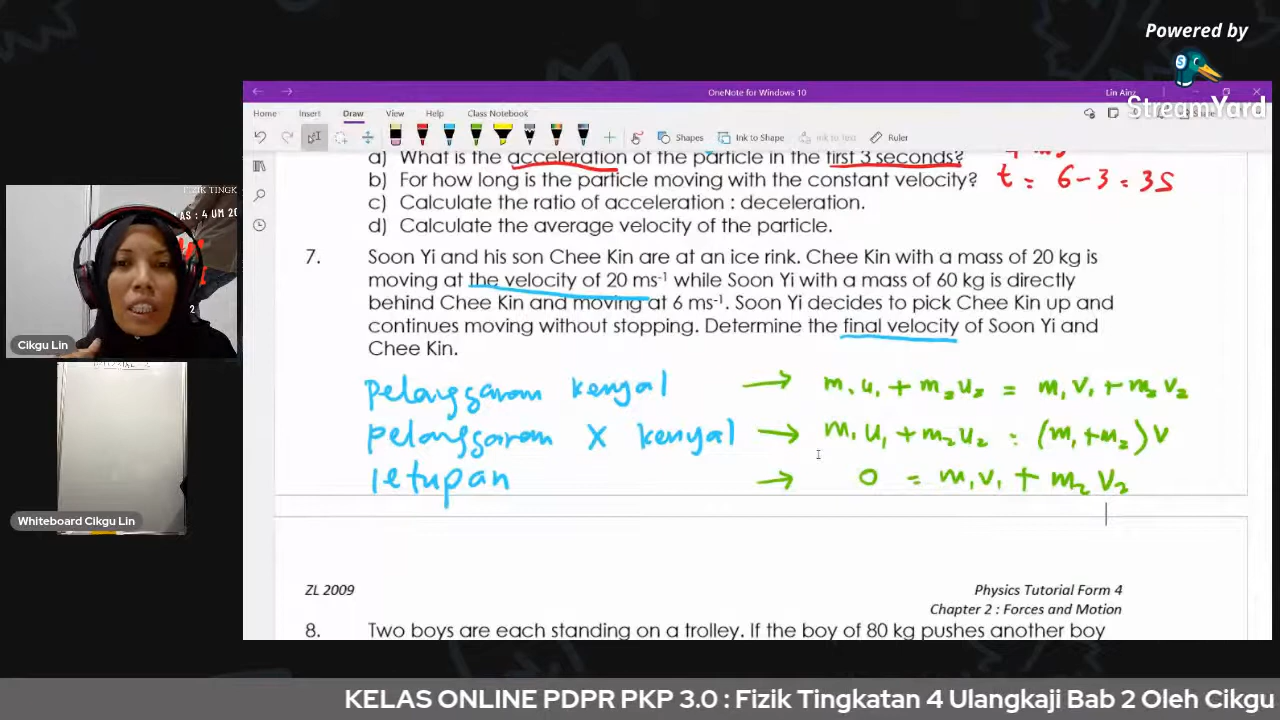 Powered by
StreamYard
OneNote for Windows 10
Lin Ainz
Home Insert Draw View Help Class Notebook
Shapes Ink to Shape Ink to Text Ruler
a) What is the acceleration of the particle in the first 3 seconds?
b) For how long is the particle moving with the constant velocity? t = 6 - 3 = 3s
c) Calculate the ratio of acceleration : deceleration.
d) Calculate the average velocity of the particle.
7. Soon Yi and his son Chee Kin are at an ice rink. Chee Kin with a mass of 20 kg is
moving at the velocity of 20 ms⁻¹ while Soon Yi with a mass of 60 kg is directly
behind Chee Kin and moving at 6 ms⁻¹. Soon Yi decides to pick Chee Kin up and
continues moving without stopping. Determine the final velocity of Soon Yi and
Chee Kin.
pelanggaran kenyal → m₁u₁ + m₂u₂ = m₁v₁ + m₂v₂
pelanggaran X kenyal → m₁u₁ + m₂u₂ = (m₁+m₂)v
letupan → 0 = m₁v₁ + m₂v₂
ZL 2009
Physics Tutorial Form 4
Chapter 2 : Forces and Motion
8. Two boys are each standing on a trolley. If the boy of 80 kg pushes another boy
Cikgu Lin
Whiteboard Cikgu Lin
KELAS ONLINE PDPR PKP 3.0 : Fizik Tingkatan 4 Ulangkaji Bab 2 Oleh Cikgu